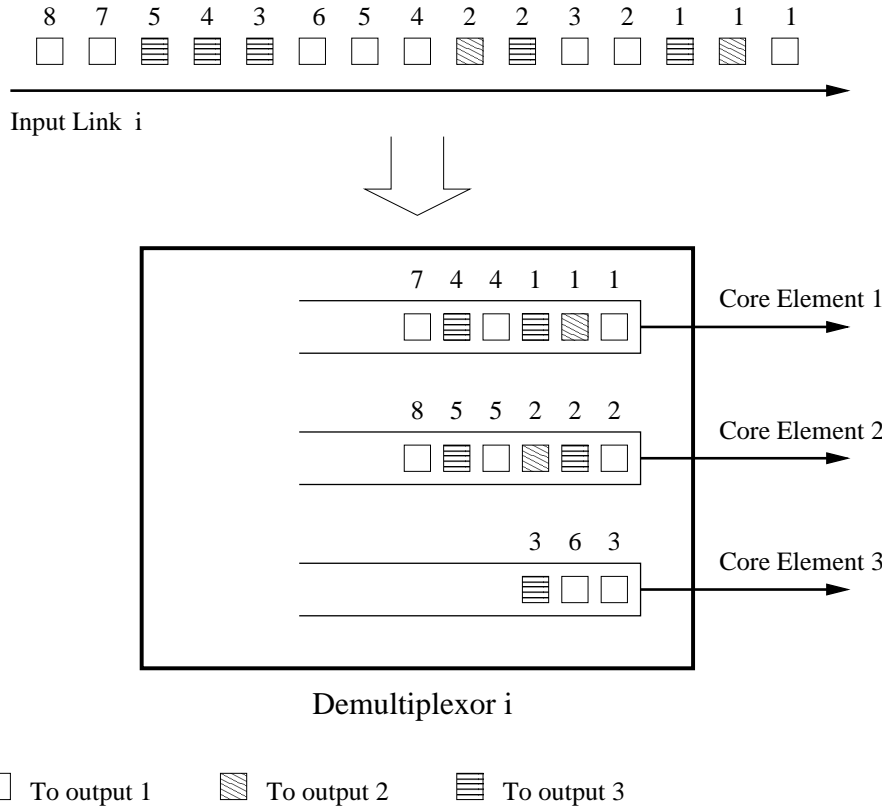 8 7 5 4 3 6 5 4 2 2 3 2 1 1 1
Input Link i
7 4 4 1 1 1
Core Element 1
8 5 5 2 2 2
Core Element 2
3 6 3
Core Element 3
Demultiplexor i
To output 1 To output 2 To output 3